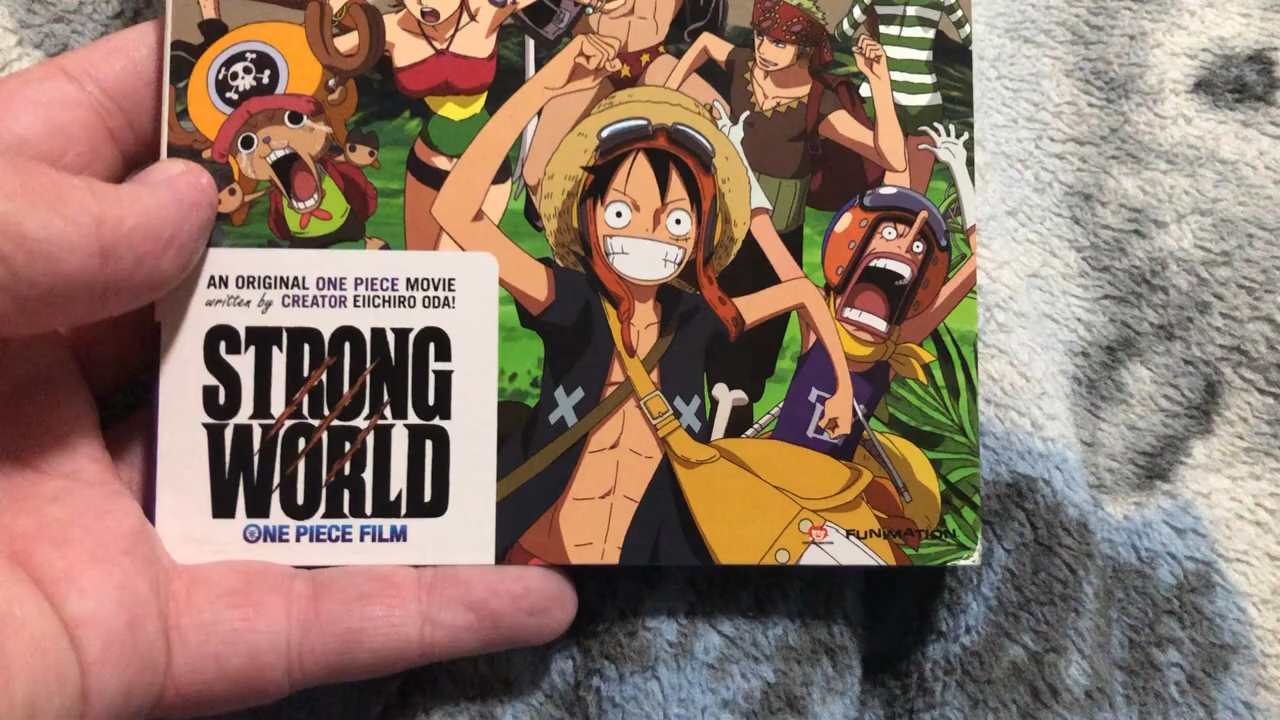 AN ORIGINAL ONE PIECE MOVIE
written by CREATOR EIICHIRO ODA!
STRONG
WORLD
ONE PIECE FILM
FUNIMATION